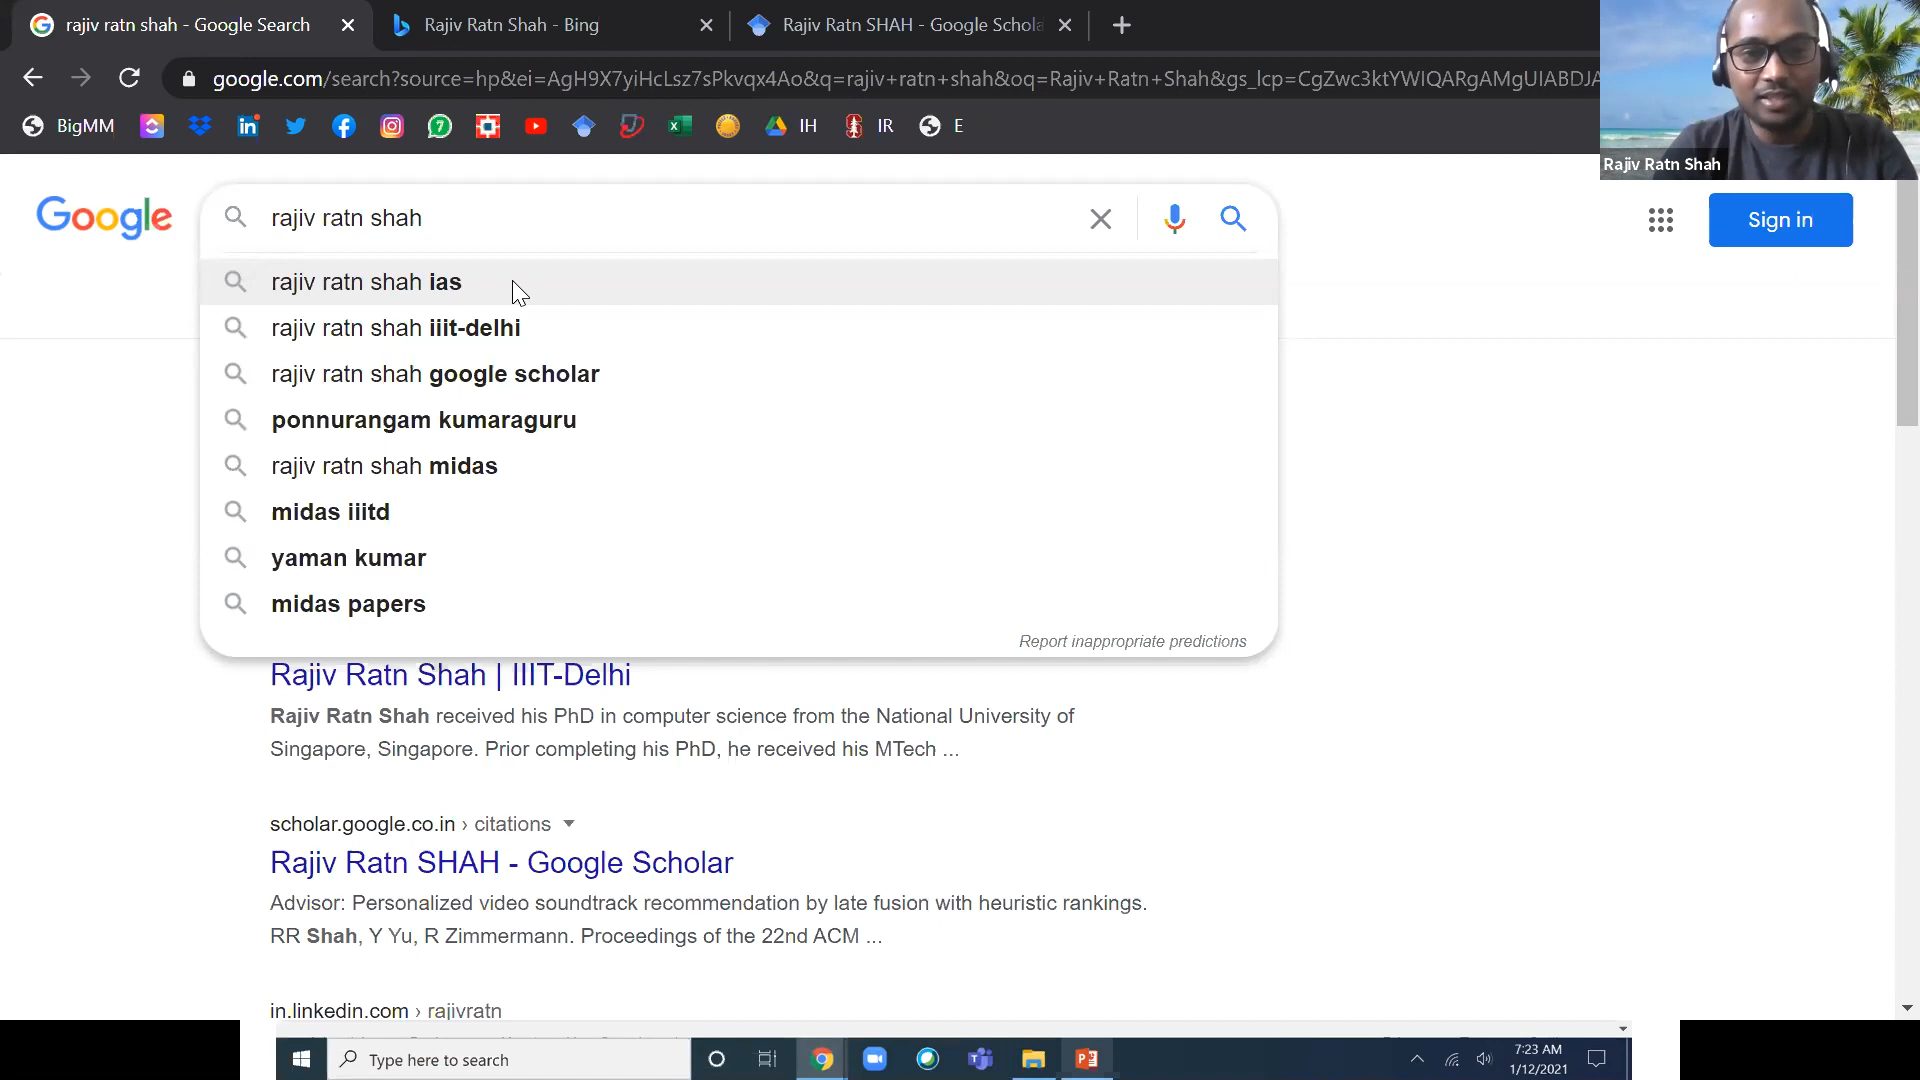 rajiv ratn shah - Google Search
Rajiv Ratn Shah - Bing
Rajiv Ratn SHAH - Google Schola
google.com/search?source=hp&ei=AgH9X7yiHcLsz7sPkvqx4Ao&q=rajiv+ratn+shah&oq=Rajiv+Ratn+Shah&gs_lcp=CgZwc3ktYWIQARgAMgUIABDJA
BigMM
IH
IR
E
Rajiv Ratn Shah
Google
rajiv ratn shah
Sign in
rajiv ratn shah ias
rajiv ratn shah iiit-delhi
rajiv ratn shah google scholar
ponnurangam kumaraguru
rajiv ratn shah midas
midas iiitd
yaman kumar
midas papers
Report inappropriate predictions
Rajiv Ratn Shah | IIIT-Delhi
Rajiv Ratn Shah received his PhD in computer science from the National University of
Singapore, Singapore. Prior completing his PhD, he received his MTech ...
scholar.google.co.in › citations
Rajiv Ratn SHAH - Google Scholar
Advisor: Personalized video soundtrack recommendation by late fusion with heuristic rankings.
RR Shah, Y Yu, R Zimmermann. Proceedings of the 22nd ACM ...
in.linkedin.com › rajivratn
Type here to search
7:23 AM
1/12/2021